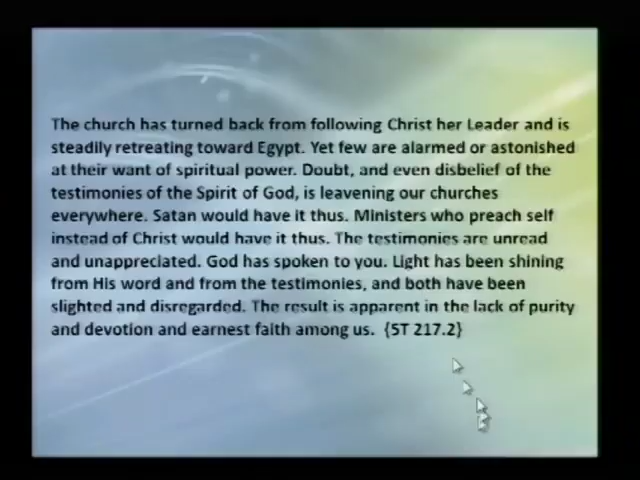 The church has turned back from following Christ her Leader and is
steadily retreating toward Egypt. Yet few are alarmed or astonished
at their want of spiritual power. Doubt, and even disbelief of the
testimonies of the Spirit of God, is leavening our churches
everywhere. Satan would have it thus. Ministers who preach self
instead of Christ would have it thus. The testimonies are unread
and unappreciated. God has spoken to you. Light has been shining
from His word and from the testimonies, and both have been
slighted and disregarded. The result is apparent in the lack of purity
and devotion and earnest faith among us.  {5T 217.2}